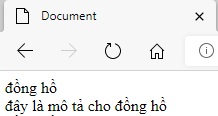 Document
đồng hồ
đây là mô tả cho đồng hồ